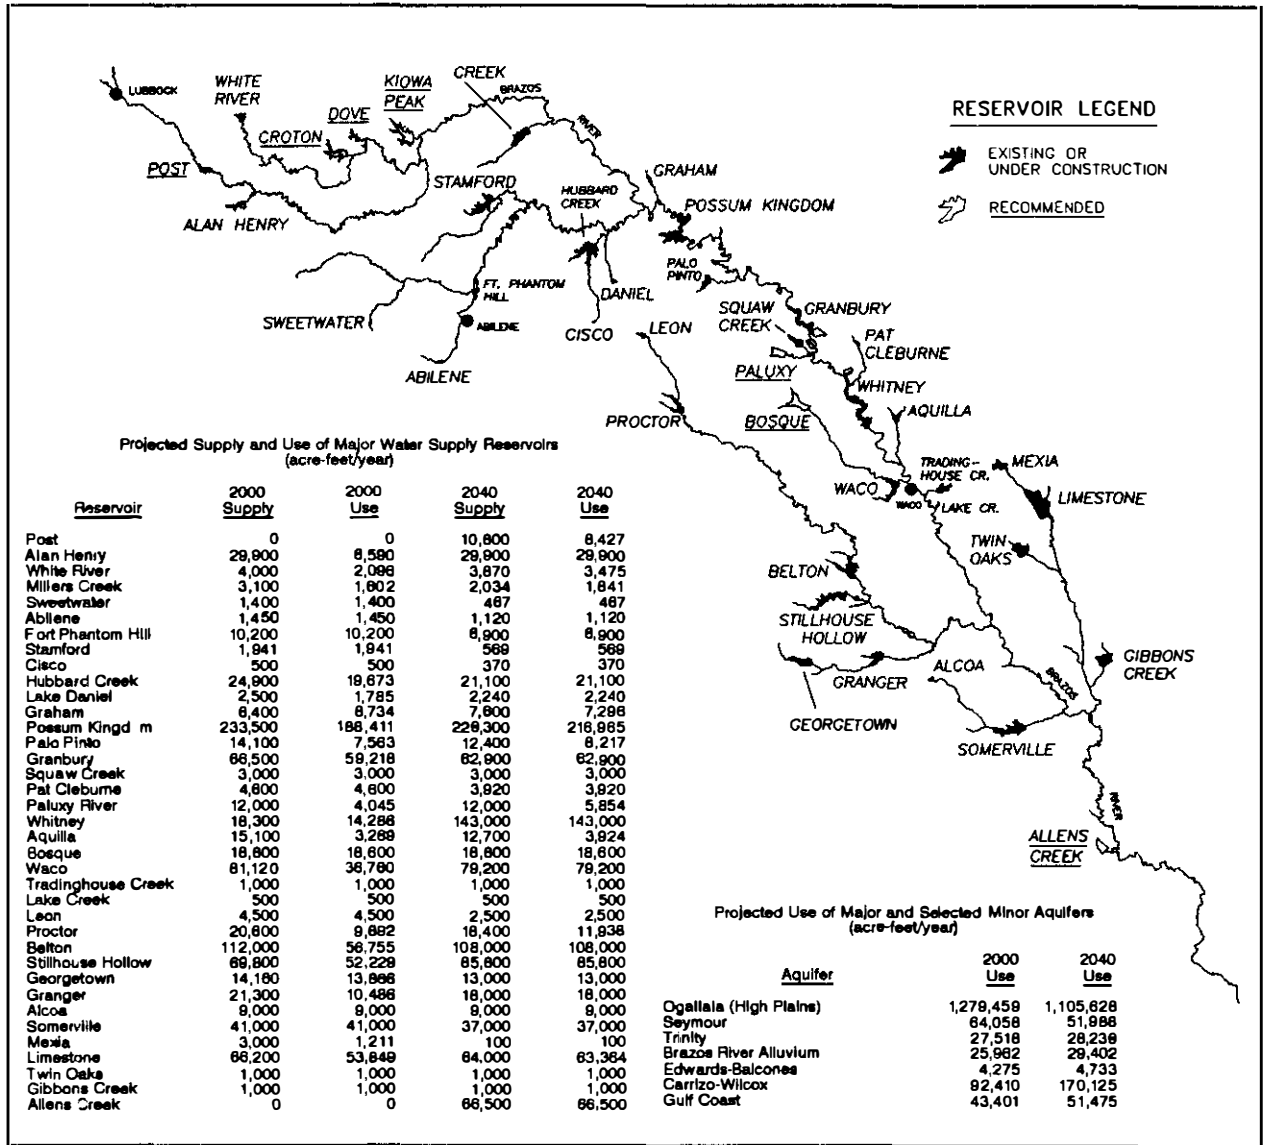 CREEK
KIOWA
PEAK
WHITE
RIVER
LUBBOCK
DOVE
CROTON
BRAZOS
RIVER
POST
ALAN HENRY
STAMFORD
HUBBARD
CREEK
GRAHAM
POSSUM KINGDOM
RESERVOIR LEGEND
EXISTING OR
UNDER CONSTRUCTION
RECOMMENDED
PALO
PINTO
FT. PHANTOM
HILL
DANIEL
SWEETWATER
ABILENE
CISCO
LEON
SQUAW
CREEK
GRANBURY
PAT
CLEBURNE
ABILENE
PALUXY
WHITNEY
PROCTOR
BOSQUE
AQUILLA
TRADING-
HOUSE CR.
MEXIA
WACO
WACO
LAKE CR.
LIMESTONE
TWIN
OAKS
BELTON
STILLHOUSE
HOLLOW
GRANGER
ALCOA
BRAZOS
GIBBONS
CREEK
GEORGETOWN
SOMERVILLE
RIVER
ALLENS
CREEK
Projected Supply and Use of Major Water Supply Reservoirs
(acre-feet/year)
2000 2000 2040 2040
Reservoir Supply Use Supply Use
Post 0 0 10,600 8,427
Alan Henry 29,900 6,590 29,900 29,900
White River 4,000 2,098 3,870 3,475
Millers Creek 3,100 1,602 2,034 1,841
Sweetwater 1,400 1,400 467 467
Abilene 1,450 1,450 1,120 1,120
Fort Phantom Hill 10,200 10,200 8,900 8,900
Stamford 1,941 1,941 569 569
Cisco 500 500 370 370
Hubbard Creek 24,900 19,673 21,100 21,100
Lake Daniel 2,500 1,785 2,240 2,240
Graham 8,400 8,734 7,600 7,296
Possum Kingd m 233,500 188,411 228,300 216,965
Palo Pinto 14,100 7,563 12,400 8,217
Granbury 66,500 59,218 62,900 62,900
Squaw Creek 3,000 3,000 3,000 3,000
Pat Cleburne 4,600 4,600 3,920 3,920
Paluxy River 12,000 4,045 12,000 5,854
Whitney 18,300 14,286 143,000 143,000
Aquilla 15,100 3,269 12,700 3,924
Bosque 18,600 18,600 18,600 18,600
Waco 81,120 38,760 79,200 79,200
Tradinghouse Creek 1,000 1,000 1,000 1,000
Lake Creek 500 500 500 500
Leon 4,500 4,500 2,500 2,500
Proctor 20,600 9,882 18,400 11,938
Belton 112,000 56,755 108,000 108,000
Stillhouse Hollow 69,800 52,229 65,800 65,800
Georgetown 14,160 13,866 13,000 13,000
Granger 21,300 10,486 18,000 18,000
Alcoa 9,000 9,000 9,000 9,000
Somerville 41,000 41,000 37,000 37,000
Mexia 3,000 1,211 100 100
Limestone 66,200 53,849 64,000 63,364
Twin Oaks 1,000 1,000 1,000 1,000
Gibbons Creek 1,000 1,000 1,000 1,000
Allens Creek 0 0 66,500 66,500
Projected Use of Major and Selected Minor Aquifers
(acre-feet/year)
2000 2040
Aquifer Use Use
Ogallala (High Plains) 1,279,459 1,105,628
Seymour 64,058 51,988
Trinity 27,518 28,238
Brazos River Alluvium 25,962 29,402
Edwards-Balcones 4,275 4,733
Carrizo-Wilcox 92,410 170,125
Gulf Coast 43,401 51,475